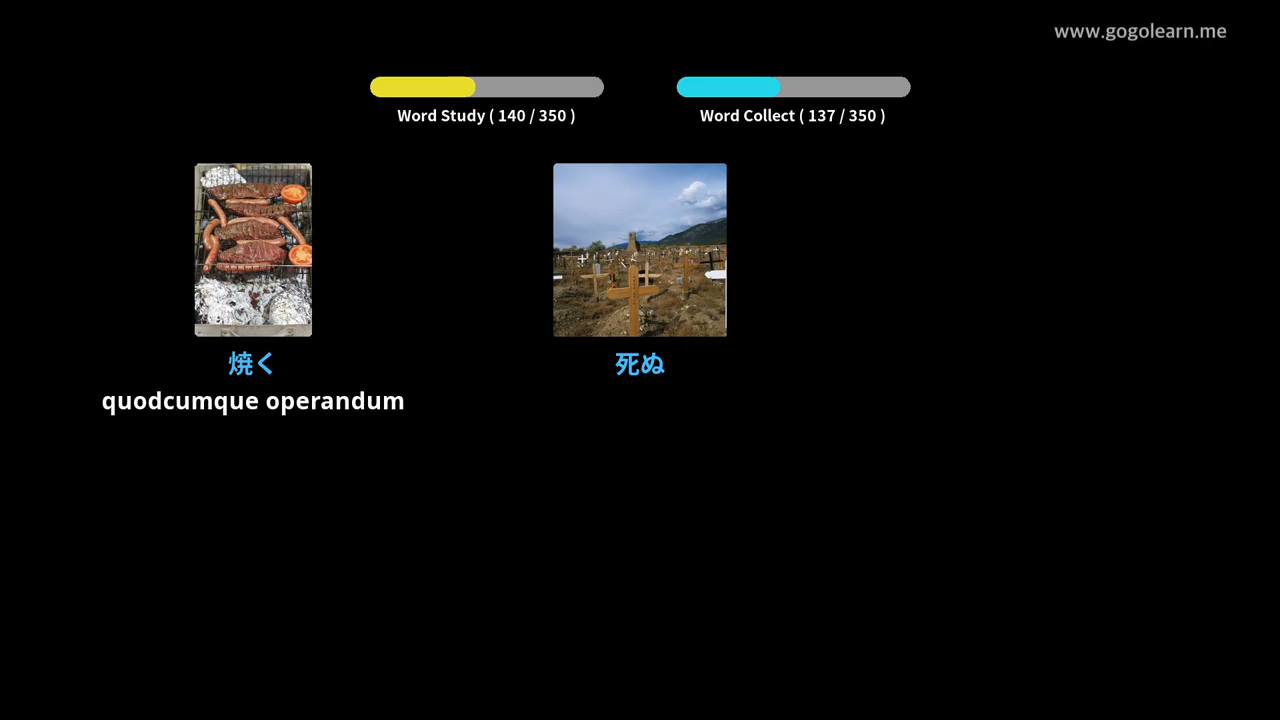 www.gogolearn.me
Word Study ( 140 / 350 )
Word Collect ( 137 / 350 )
焼く
死ぬ
quodcumque operandum